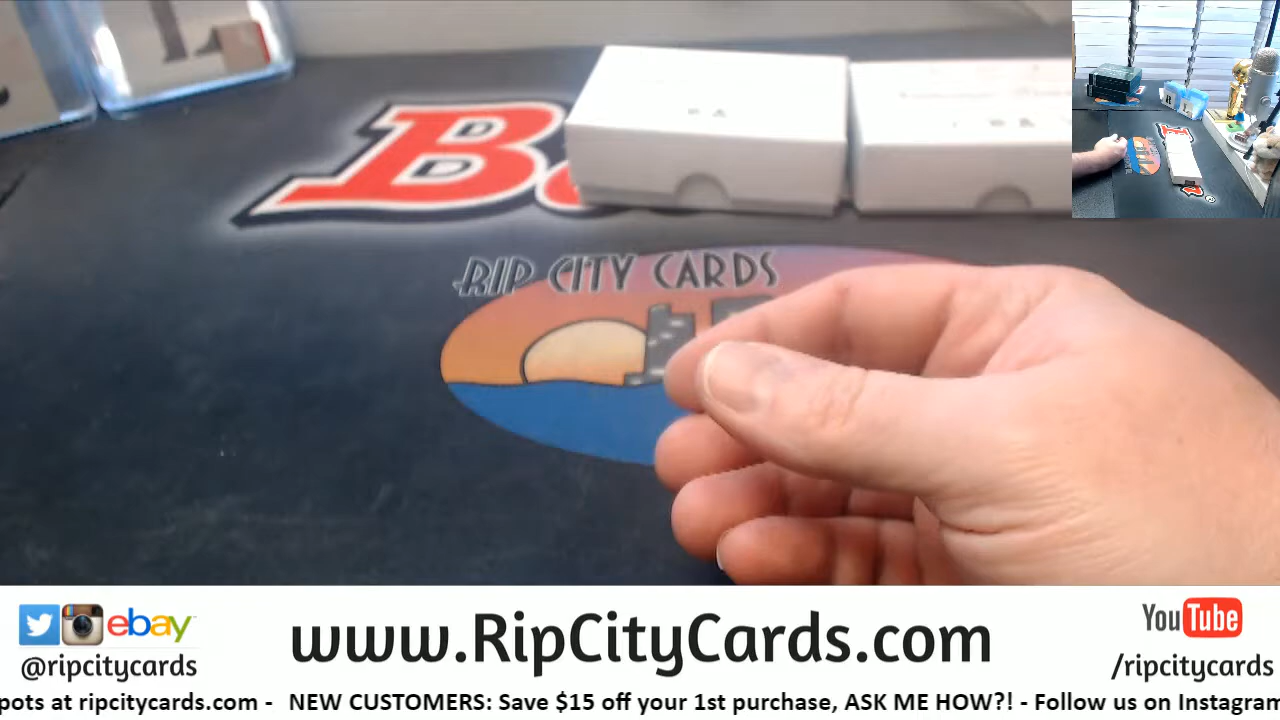 B
RIP CITY CARDS
ebay
@ripcitycards
www.RipCityCards.com
YouTube
/ripcitycards
pots at ripcitycards.com - NEW CUSTOMERS: Save $15 off your 1st purchase, ASK ME HOW?! - Follow us on Instagram